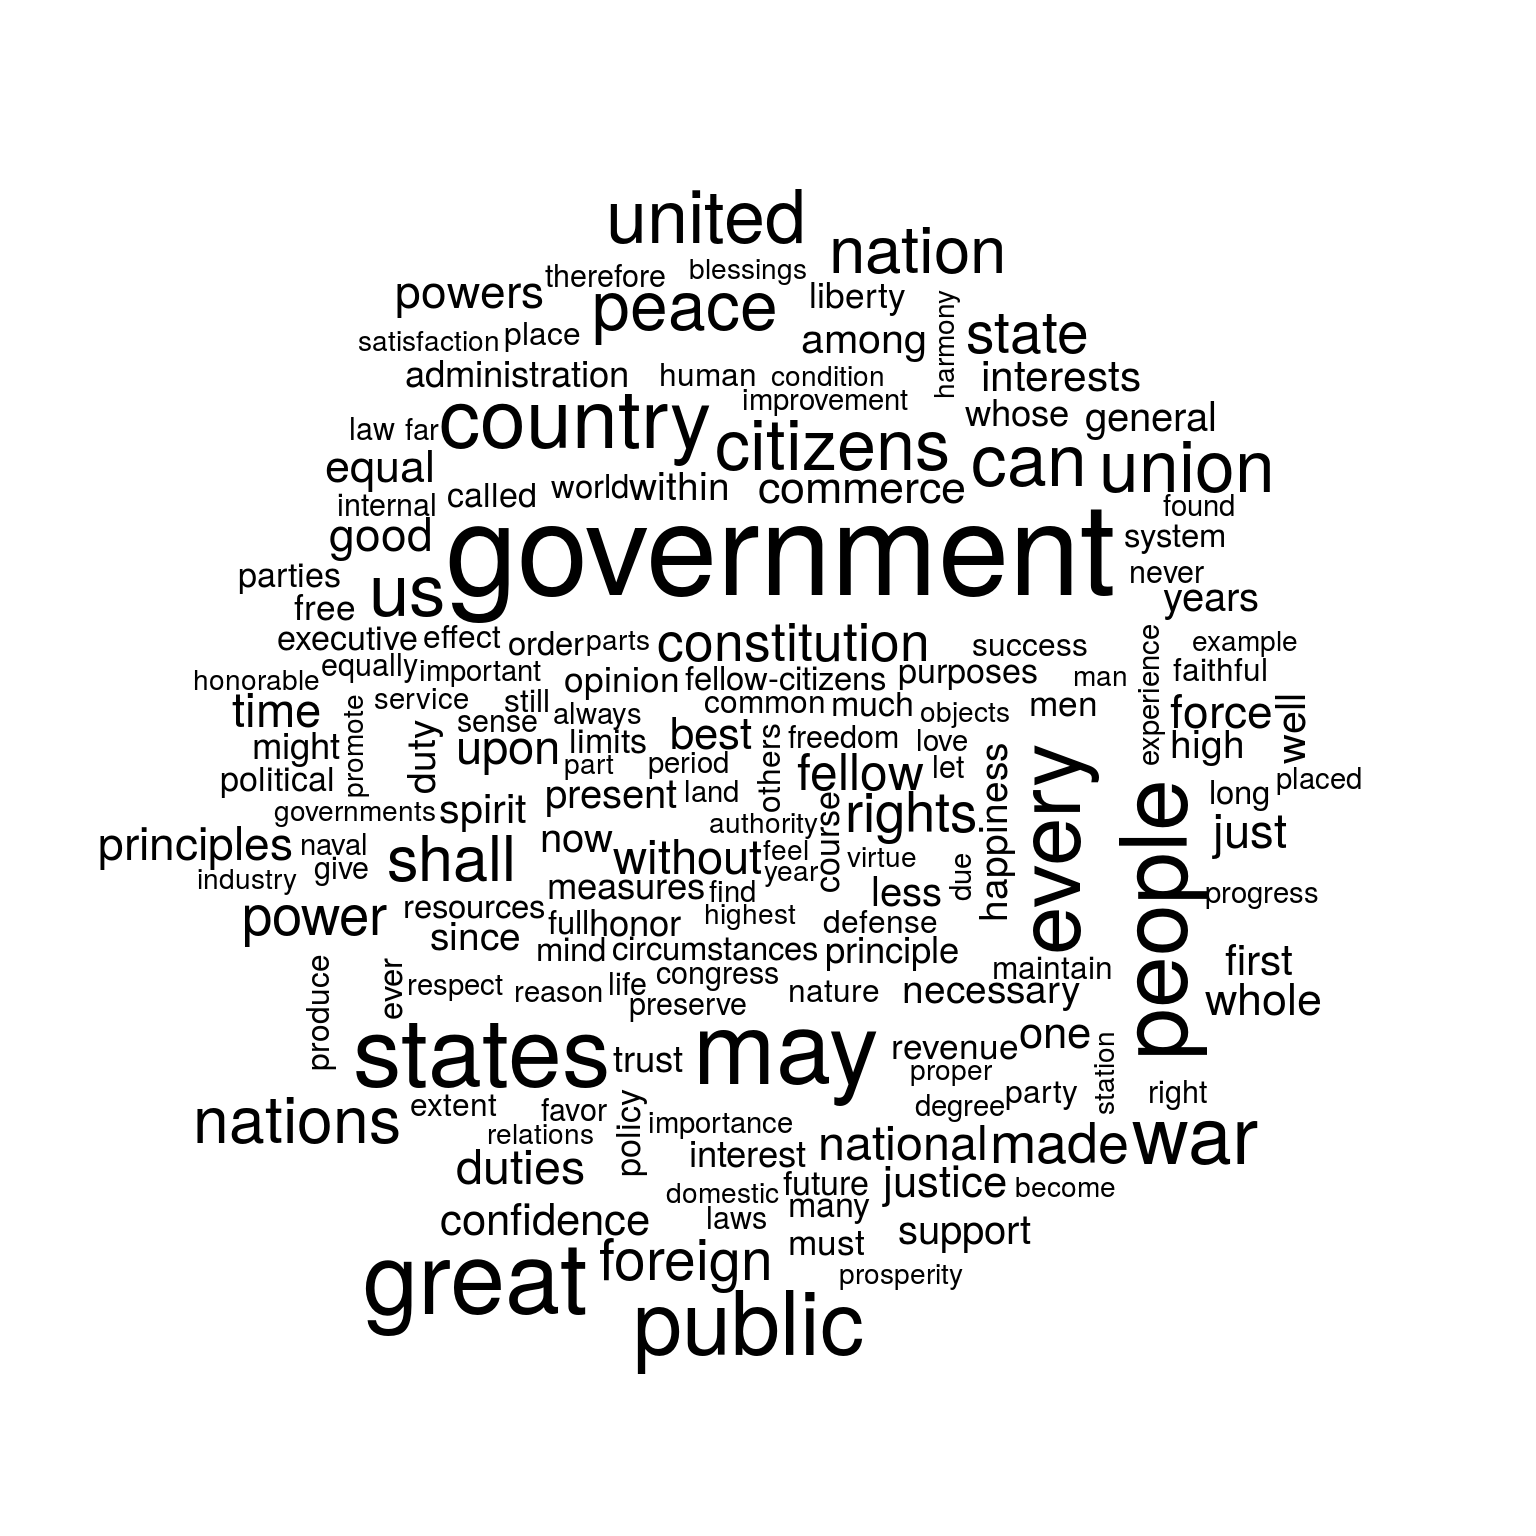 united
nation
therefore blessings
powers peace liberty
harmony
satisfaction place among state
administration human condition interests
improvement
law far country whose general
equal citizens can union
internal called world within commerce found
good government system
parties us never
free years
executive effect order parts constitution success experience example
honorable equally important opinion fellow-citizens purposes man faithful
time promote service still common much objects men force well
sense always
might duty upon limits best others freedom love high
political part period fellow let happiness every people long placed
governments spirit present land course rights. just
authority
principles naval shall now without feel virtue due
industry give year
measures find less progress
power resources full honor highest defense
since mind circumstances principle first
produce ever respect reason life congress maintain
preserve nature necessary whole
states trust may revenue one station
proper
nations extent favor policy importance degree party right
relations
duties interest national made war
domestic future justice become
confidence laws many
must support
great foreign prosperity
public